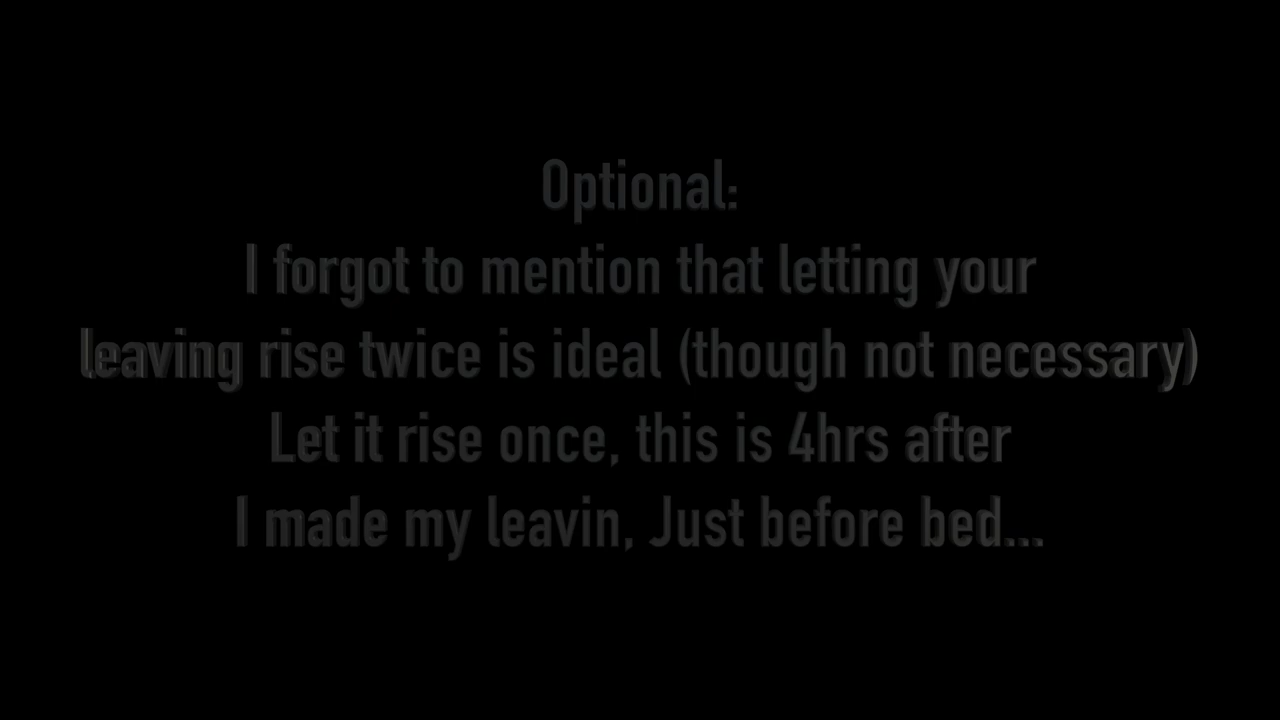 Optional:
I forgot to mention that letting your
leaving rise twice is ideal (though not necessary)
Let it rise once, this is 4hrs after
I made my leavin, Just before bed...